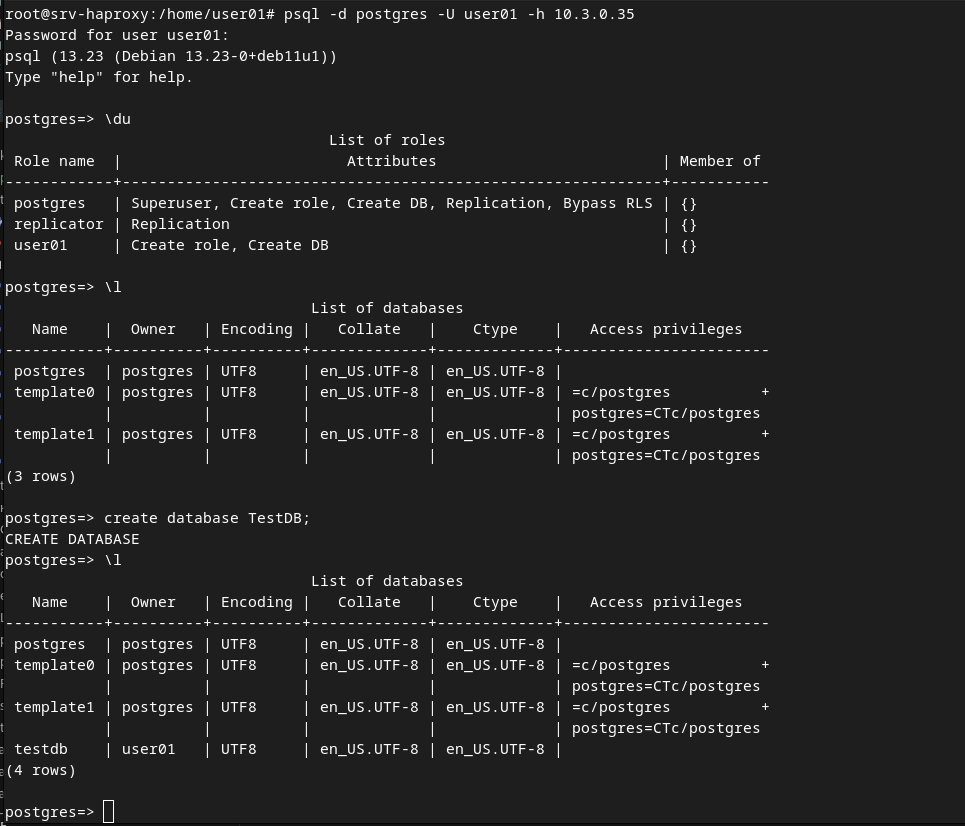 root@srv-haproxy:/home/user01# psql -d postgres -U user01 -h 10.3.0.35
Password for user user01:
psql (13.23 (Debian 13.23-0+deb11u1))
Type "help" for help.

postgres=> \du
                                    List of roles
 Role name  |                         Attributes                         | Member of
------------+------------------------------------------------------------+-----------
 postgres   | Superuser, Create role, Create DB, Replication, Bypass RLS | {}
 replicator | Replication                                                | {}
 user01     | Create role, Create DB                                     | {}

postgres=> \l
                                  List of databases
   Name    |  Owner   | Encoding |   Collate   |    Ctype    |   Access privileges
-----------+----------+----------+-------------+-------------+-----------------------
 postgres  | postgres | UTF8     | en_US.UTF-8 | en_US.UTF-8 |
 template0 | postgres | UTF8     | en_US.UTF-8 | en_US.UTF-8 | =c/postgres          +
           |          |          |             |             | postgres=CTc/postgres
 template1 | postgres | UTF8     | en_US.UTF-8 | en_US.UTF-8 | =c/postgres          +
           |          |          |             |             | postgres=CTc/postgres
(3 rows)

postgres=> create database TestDB;
CREATE DATABASE
postgres=> \l
                                  List of databases
   Name    |  Owner   | Encoding |   Collate   |    Ctype    |   Access privileges
-----------+----------+----------+-------------+-------------+-----------------------
 postgres  | postgres | UTF8     | en_US.UTF-8 | en_US.UTF-8 |
 template0 | postgres | UTF8     | en_US.UTF-8 | en_US.UTF-8 | =c/postgres          +
           |          |          |             |             | postgres=CTc/postgres
 template1 | postgres | UTF8     | en_US.UTF-8 | en_US.UTF-8 | =c/postgres          +
           |          |          |             |             | postgres=CTc/postgres
 testdb    | user01   | UTF8     | en_US.UTF-8 | en_US.UTF-8 |
(4 rows)

postgres=>